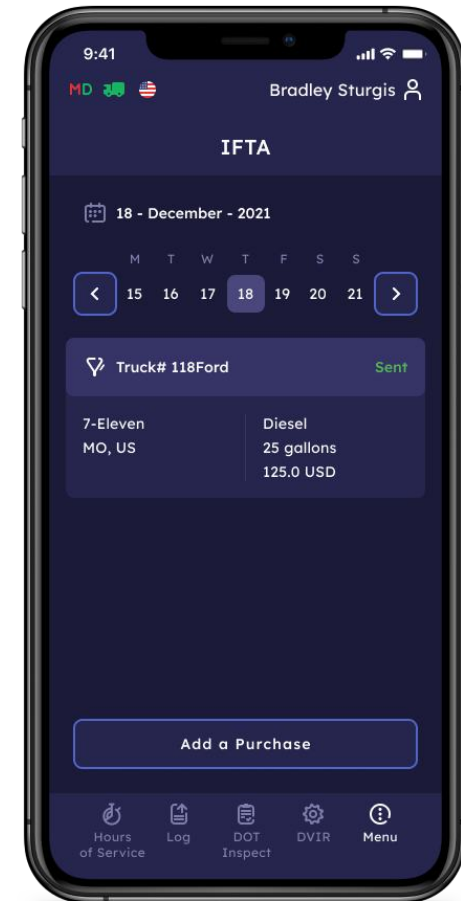 9:41
MD
Bradley Sturgis
IFTA
18 - December - 2021
M T W T F S S
15 16 17 18 19 20 21
Truck# 118Ford
Sent
7-Eleven
MO, US
Diesel
25 gallons
125.0 USD
Add a Purchase
Hours
of Service
Log
DOT
Inspect
DVIR
Menu